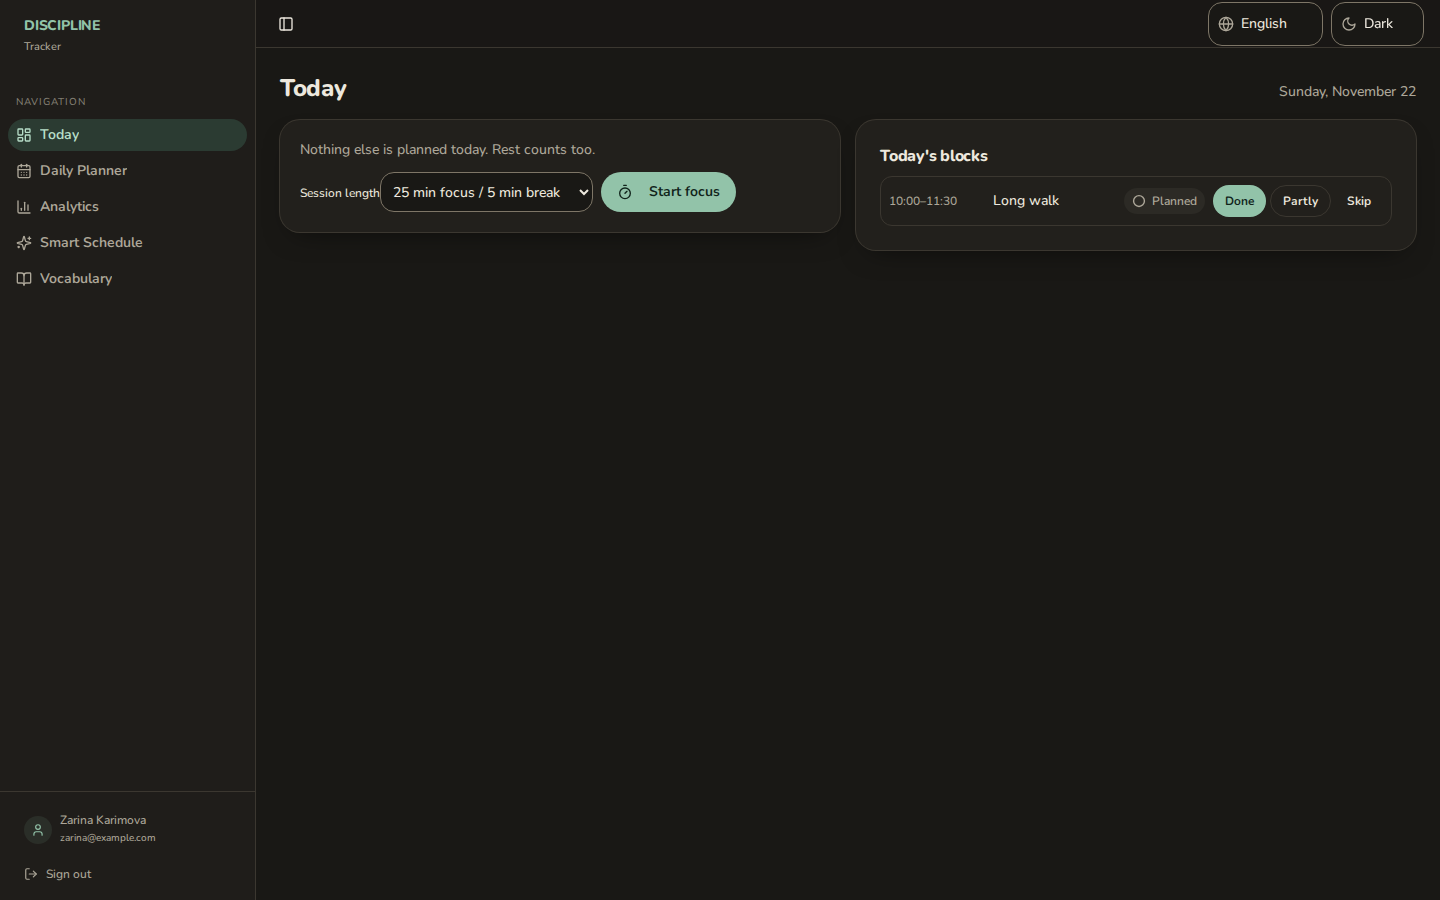 DISCIPLINE
Tracker
NAVIGATION
Today
Daily Planner
Analytics
Smart Schedule
Vocabulary
Zarina Karimova
zarina@example.com
Sign out
English
Dark
Today
Sunday, November 22
Nothing else is planned today. Rest counts too.
Session length 25 min focus / 5 min break Start focus
Today's blocks
10:00–11:30 Long walk Planned Done Partly Skip